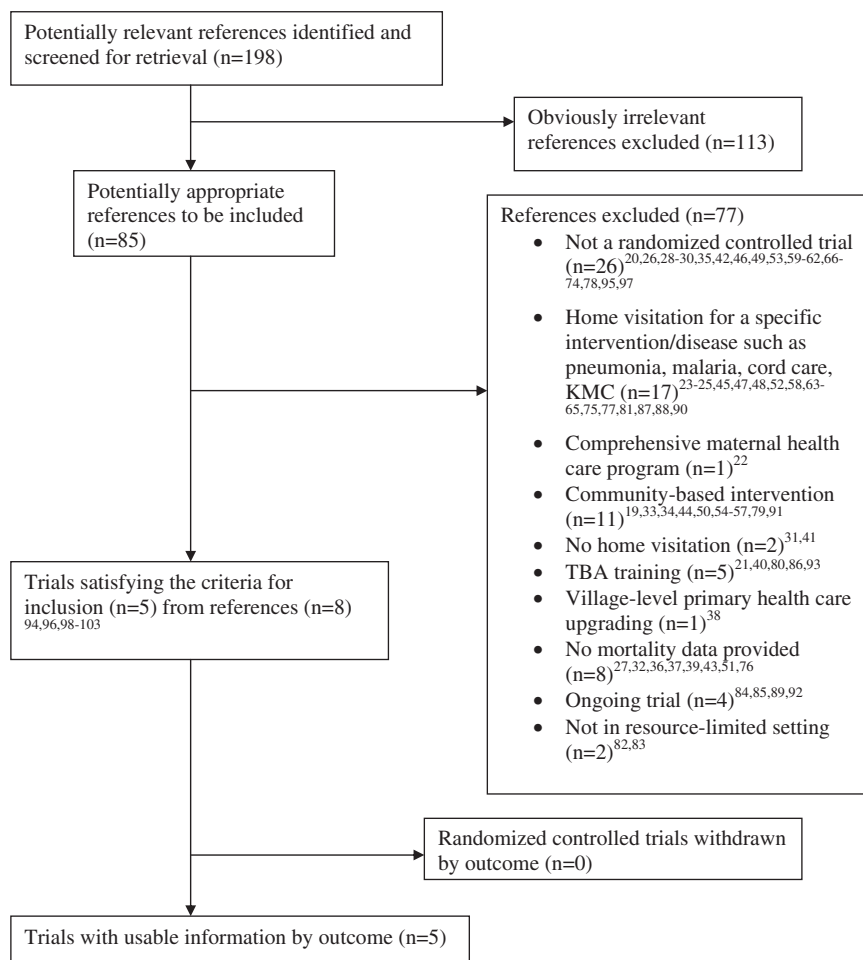 Potentially relevant references identified and
screened for retrieval (n=198)
Obviously irrelevant
references excluded (n=113)
Potentially appropriate
references to be included
(n=85)
References excluded (n=77)
• Not a randomized controlled trial
(n=26)20,26,28-30,35,42,46,49,53,59-62,66-
74,78,95,97
• Home visitation for a specific
intervention/disease such as
pneumonia, malaria, cord care,
KMC (n=17)23-25,45,47,48,52,58,63-
65,75,77,81,87,88,90
• Comprehensive maternal health
care program (n=1)22
• Community-based intervention
(n=11)19,33,34,44,50,54-57,79,91
• No home visitation (n=2)31,41
• TBA training (n=5)21,40,80,86,93
• Village-level primary health care
upgrading (n=1)38
• No mortality data provided
(n=8)27,32,36,37,39,43,51,76
• Ongoing trial (n=4)84,85,89,92
• Not in resource-limited setting
(n=2)82,83
Trials satisfying the criteria for
inclusion (n=5) from references (n=8)
94,96,98-103
Randomized controlled trials withdrawn
by outcome (n=0)
Trials with usable information by outcome (n=5)